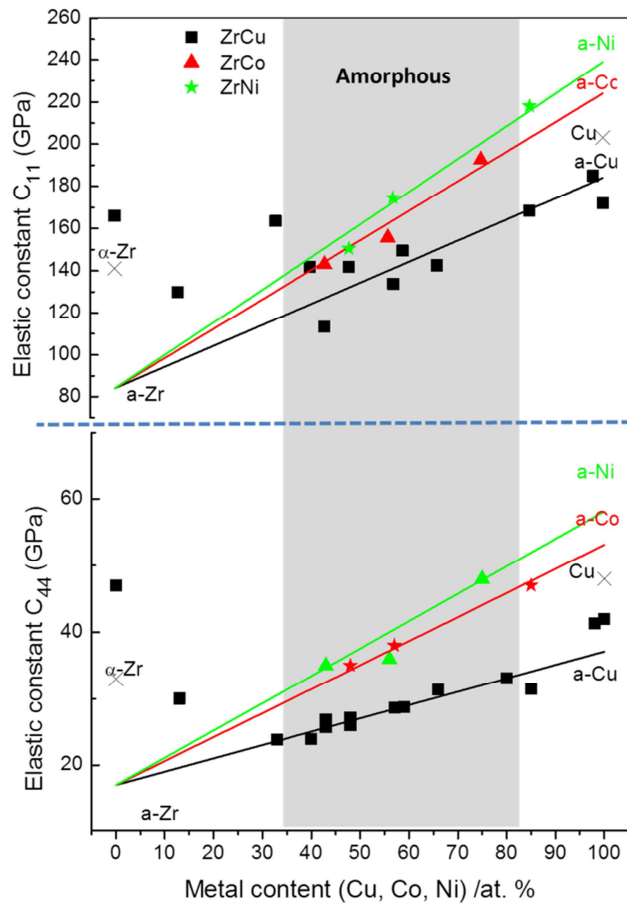 260
240
220
200
180
160
140
120
100
80
Elastic constant C11 (GPa)
ZrCu
ZrCo
ZrNi
Amorphous
a-Ni
a-Co
Cu
a-Cu
α-Zr
a-Zr
60
40
20
Elastic constant C44 (GPa)
a-Ni
a-Co
Cu
a-Cu
α-Zr
a-Zr
0 10 20 30 40 50 60 70 80 90 100
Metal content (Cu, Co, Ni) /at. %